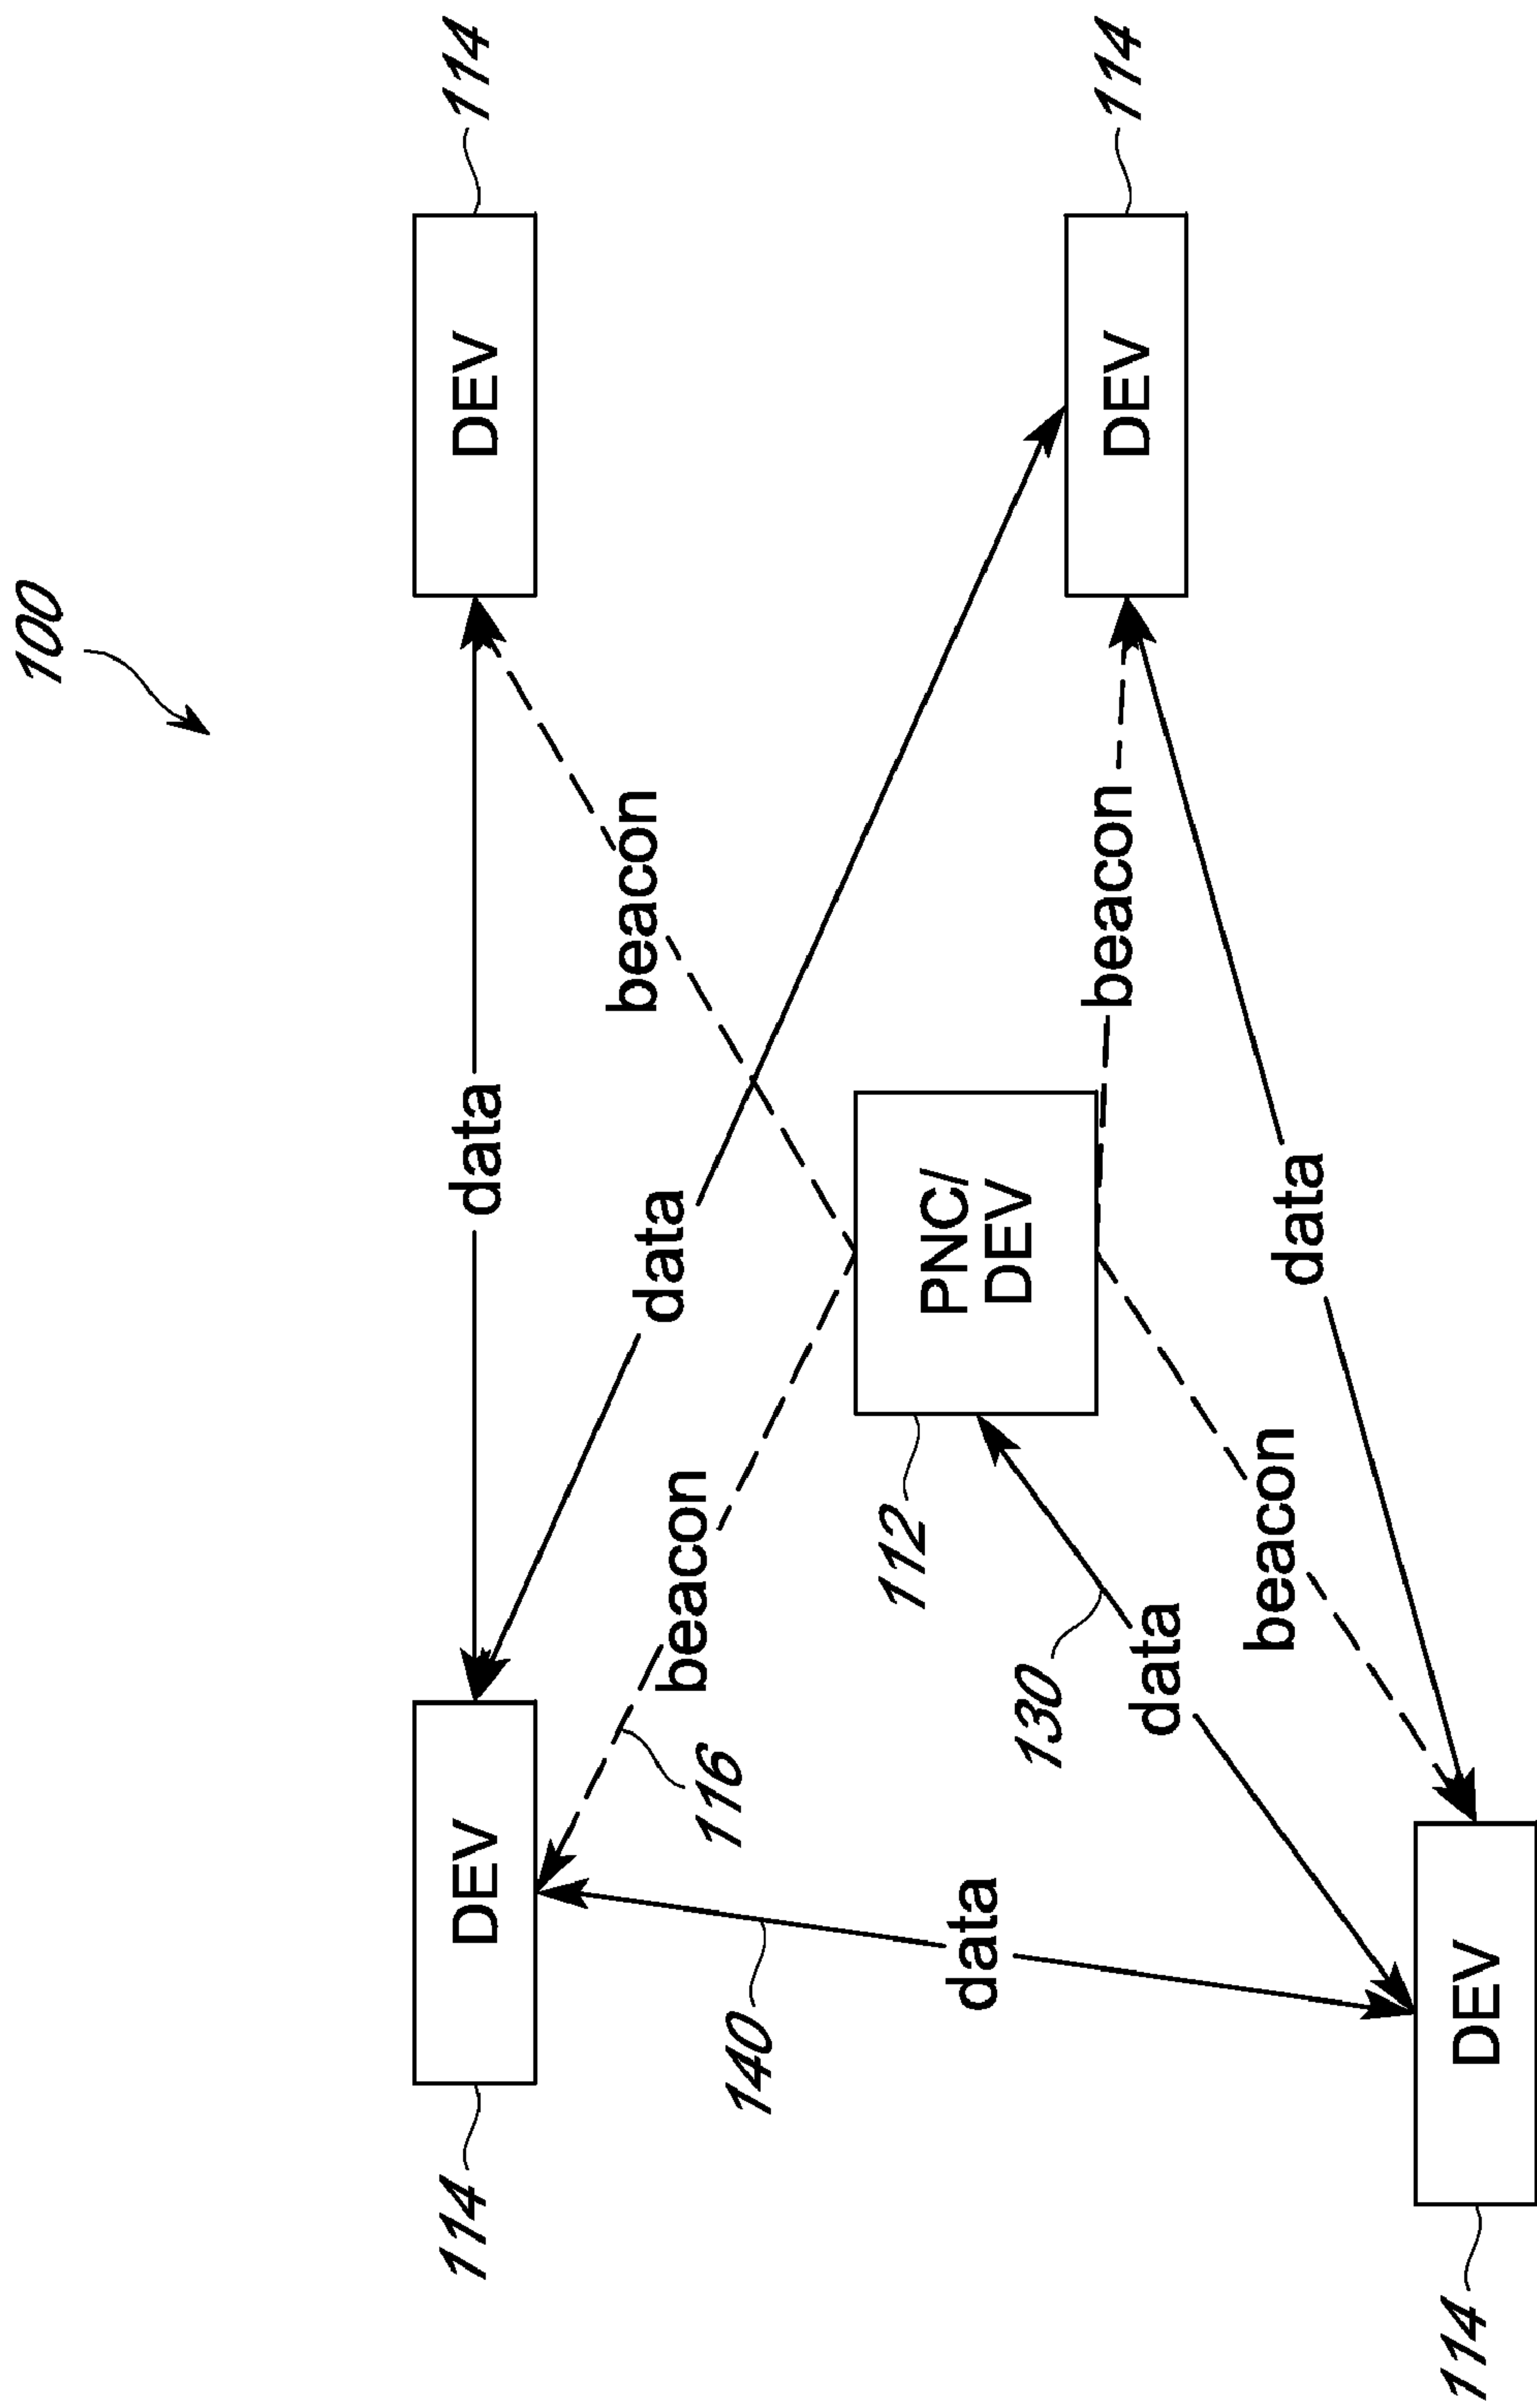 100
114
DEV
data
DEV
114
beacon
data
beacon
116
140
112
PNC/
DEV
data
130
beacon
DEV
114
data
beacon
data
114
DEV